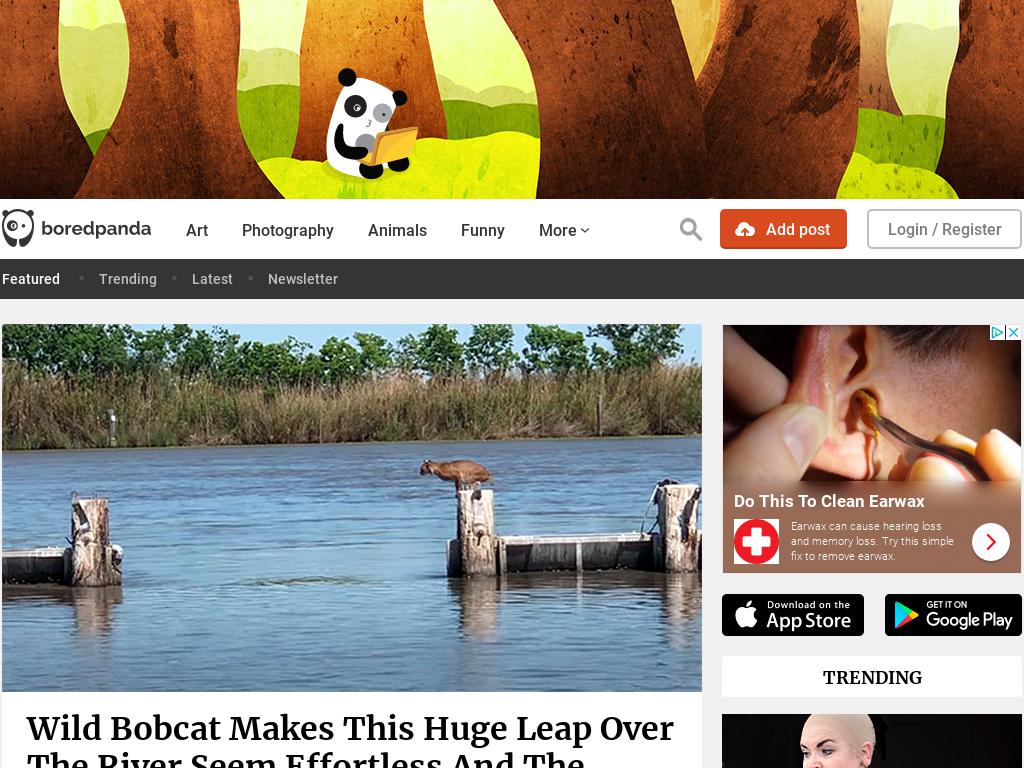 boredpanda
Art
Photography
Animals
Funny
More
Add post
Login / Register
Featured
Trending
Latest
Newsletter
Do This To Clean Earwax
Earwax can cause hearing loss
and memory loss. Try this simple
fix to remove earwax.
Download on the
App Store
GET IT ON
Google Play
TRENDING
Wild Bobcat Makes This Huge Leap Over
The River Seem Effortless And The